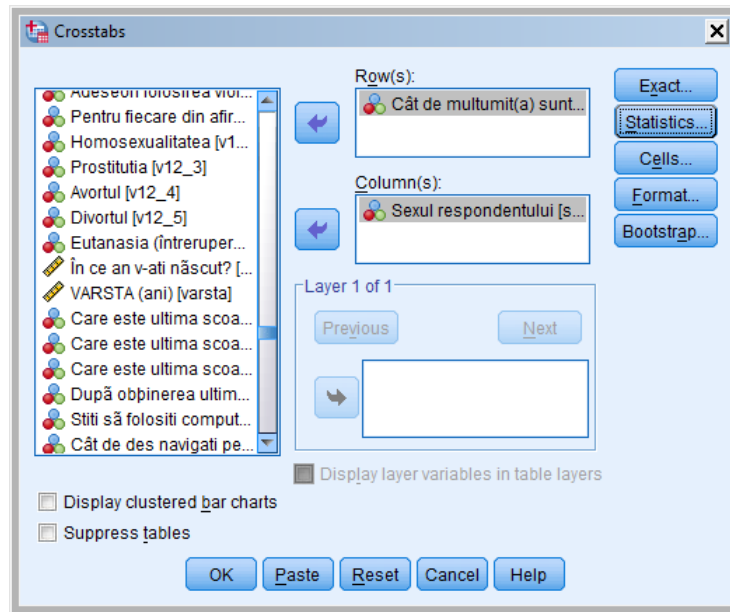 Crosstabs
Adeseori folosirea viol...
Pentru fiecare din afir...
Homosexualitatea [v1...
Prostitutia [v12_3]
Avortul [v12_4]
Divortul [v12_5]
Eutanasia (întreruper...
În ce an v-ati născut? [...
VARSTA (ani) [varsta]
Care este ultima scoa...
Care este ultima scoa...
Care este ultima scoa...
După obþinerea ultim...
Stiti să folositi comput...
Cât de des navigati pe...
Row(s):
Cât de multumit(a) sunt...
Column(s):
Sexul respondentului [s...
Layer 1 of 1
Previous
Next
Display layer variables in table layers
Exact...
Statistics...
Cells...
Format...
Bootstrap...
Display clustered bar charts
Suppress tables
OK
Paste
Reset
Cancel
Help